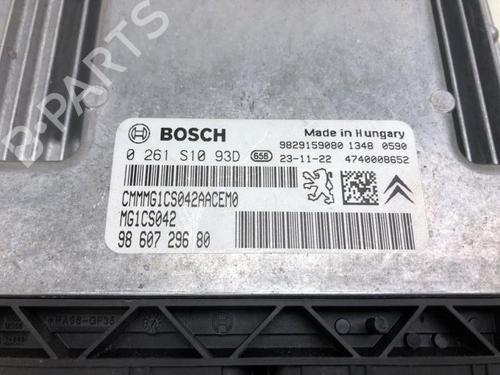 B-PARTS
BOSCH
Made in Hungary
0 261 S10 93D 658
9829159080 1348 0590
23-11-22 4740008652
CMMMG1CS042AACEM0
MG1CS042
98 607 296 80